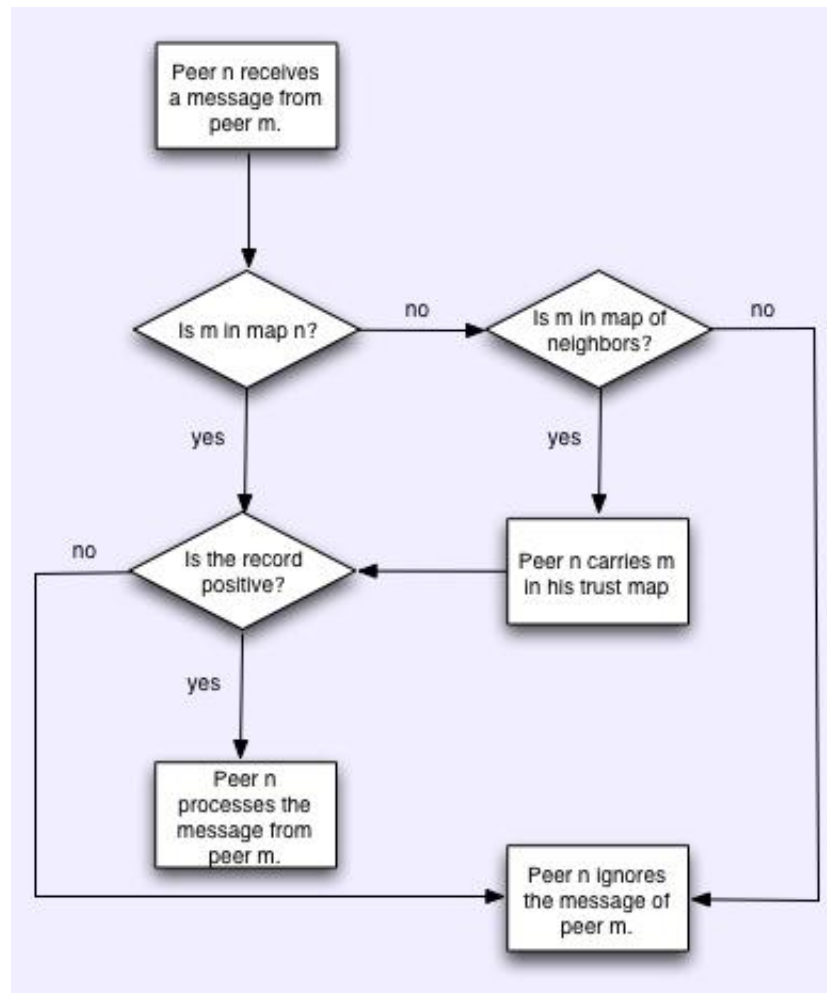 Peer n receives
a message from
peer m.
Is m in map n?
no
Is m in map of
neighbors?
no
yes
yes
no
Is the record
positive?
Peer n carries m
in his trust map
yes
Peer n
processes the
message from
peer m.
Peer n ignores
the message of
peer m.